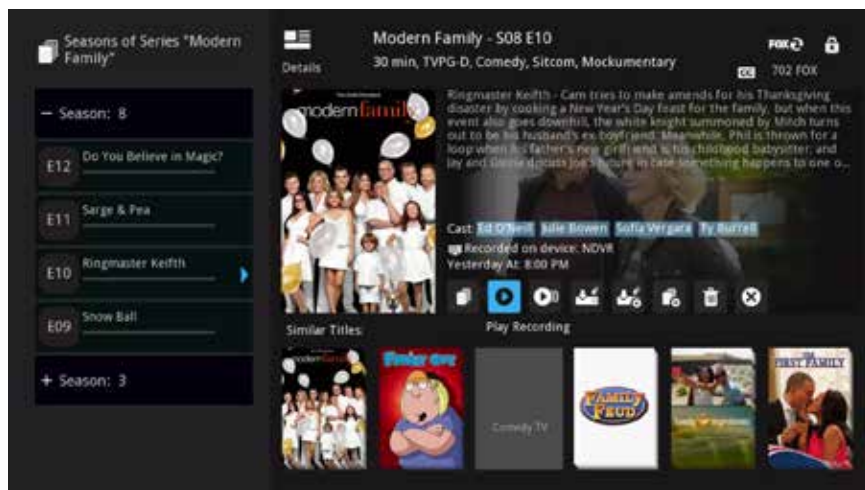 Seasons of Series "Modern
Family"
− Season: 8
E12 Do You Believe in Magic?
E11 Sarge & Pea
E10 Ringmaster Keifth
E09 Snow Ball
+ Season: 3
Details
Modern Family - S08 E10
30 min, TVPG-D, Comedy, Sitcom, Mockumentary
FOX
CC 702 FOX
modern family
Ringmaster Keifth - Cam tries to make amends for his Thanksgiving
disaster by cooking a New Year's Day feast for the family, but when this
event also goes downhill, the white knight summoned by Mitch turns
out to be his husband's ex-boyfriend. Meanwhile, Phil is thrown for a
loop when his father's new girlfriend is his childhood babysitter; and
Jay and Gloria discuss Joe's future in case something happens to one o...
Cast: Ed O'Neill Julie Bowen Sofía Vergara Ty Burrell
Recorded on device: NDVR
Yesterday At: 8:00 PM
Similar Titles:
Play Recording
modern family
FAMILY GUY
Comedy TV
FAMILY FEUD
FIRST FAMILY